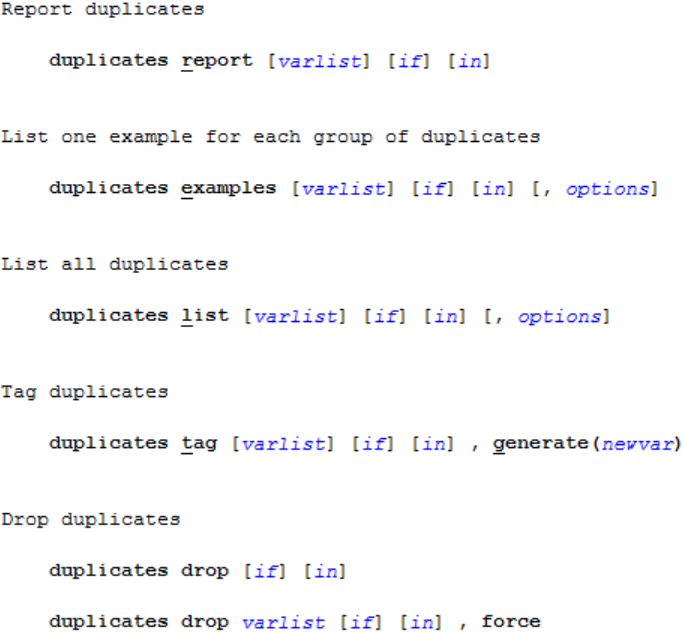 Report duplicates
duplicates report [varlist] [if] [in]
List one example for each group of duplicates
duplicates examples [varlist] [if] [in] [, options]
List all duplicates
duplicates list [varlist] [if] [in] [, options]
Tag duplicates
duplicates tag [varlist] [if] [in] , generate(newvar)
Drop duplicates
duplicates drop [if] [in]
duplicates drop varlist [if] [in] , force